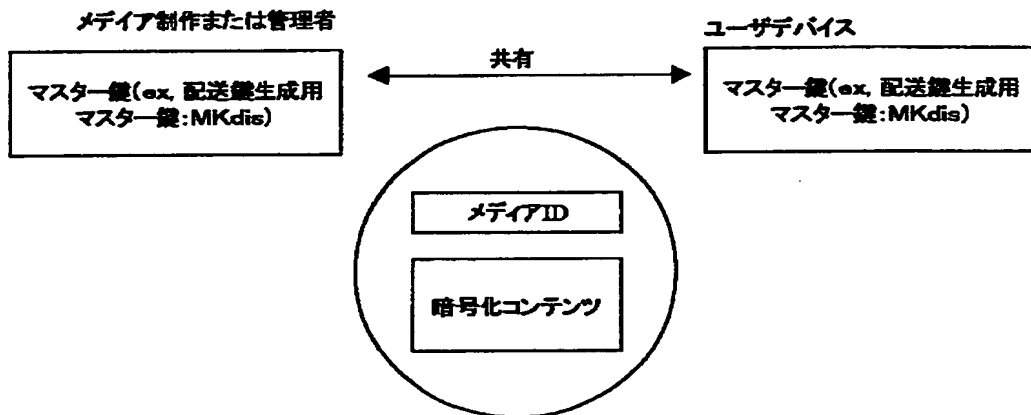 メデイア制作または管理者
ユーザデバイス
共有
マスター鍵(ex, 配送鍵生成用
マスター鍵:MKdis)
マスター鍵(ex, 配送鍵生成用
マスター鍵:MKdis)
メディアID
暗号化コンテンツ